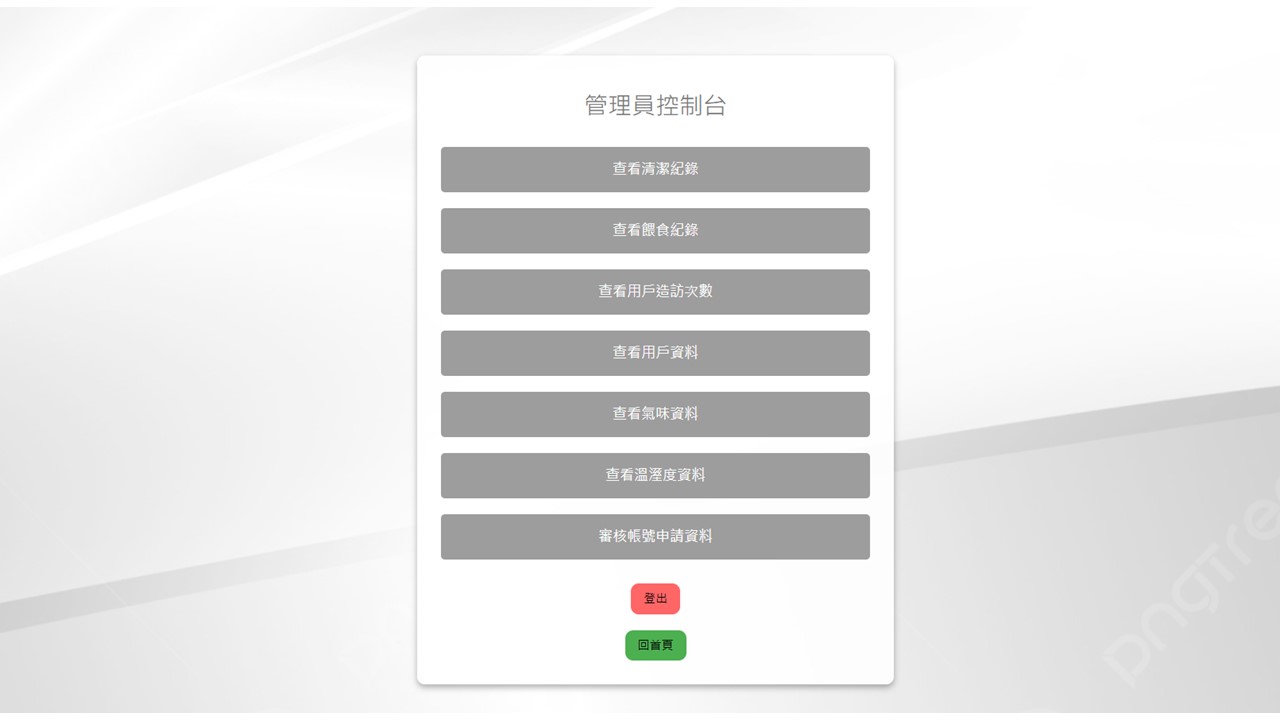 管理員控制台
查看清潔紀錄
查看餵食紀錄
查看用戶造訪次數
查看用戶資料
查看氣味資料
查看溫溼度資料
審核帳號申請資料
登出
回首頁